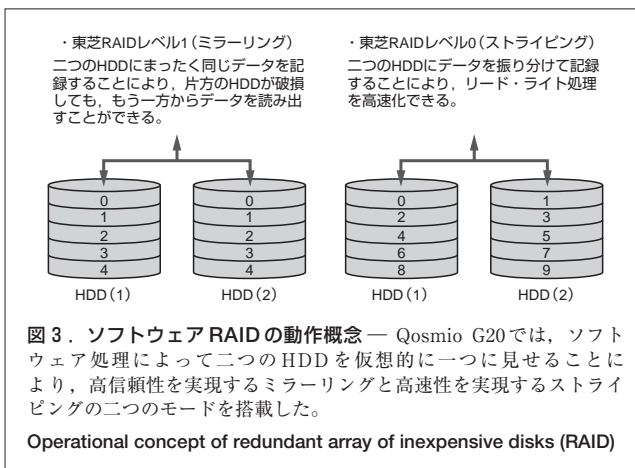 ・東芝RAIDレベル1（ミラーリング）
二つのHDDにまったく同じデータを記
録することにより，片方のHDDが破損
しても，もう一方からデータを読み出
すことができる。
・東芝RAIDレベル0（ストライピング）
二つのHDDにデータを振り分けて記録
することにより，リード・ライト処理
を高速化できる。
0
1
2
3
4
HDD（1）
0
1
2
3
4
HDD（2）
0
2
4
6
8
HDD（1）
1
3
5
7
9
HDD（2）
図3．ソフトウェアRAIDの動作概念 ― Qosmio G20では，ソフト
ウェア処理によって二つのHDDを仮想的に一つに見せることに
より，高信頼性を実現するミラーリングと高速性を実現するストライ
ピングの二つのモードを搭載した。
Operational concept of redundant array of inexpensive disks (RAID)